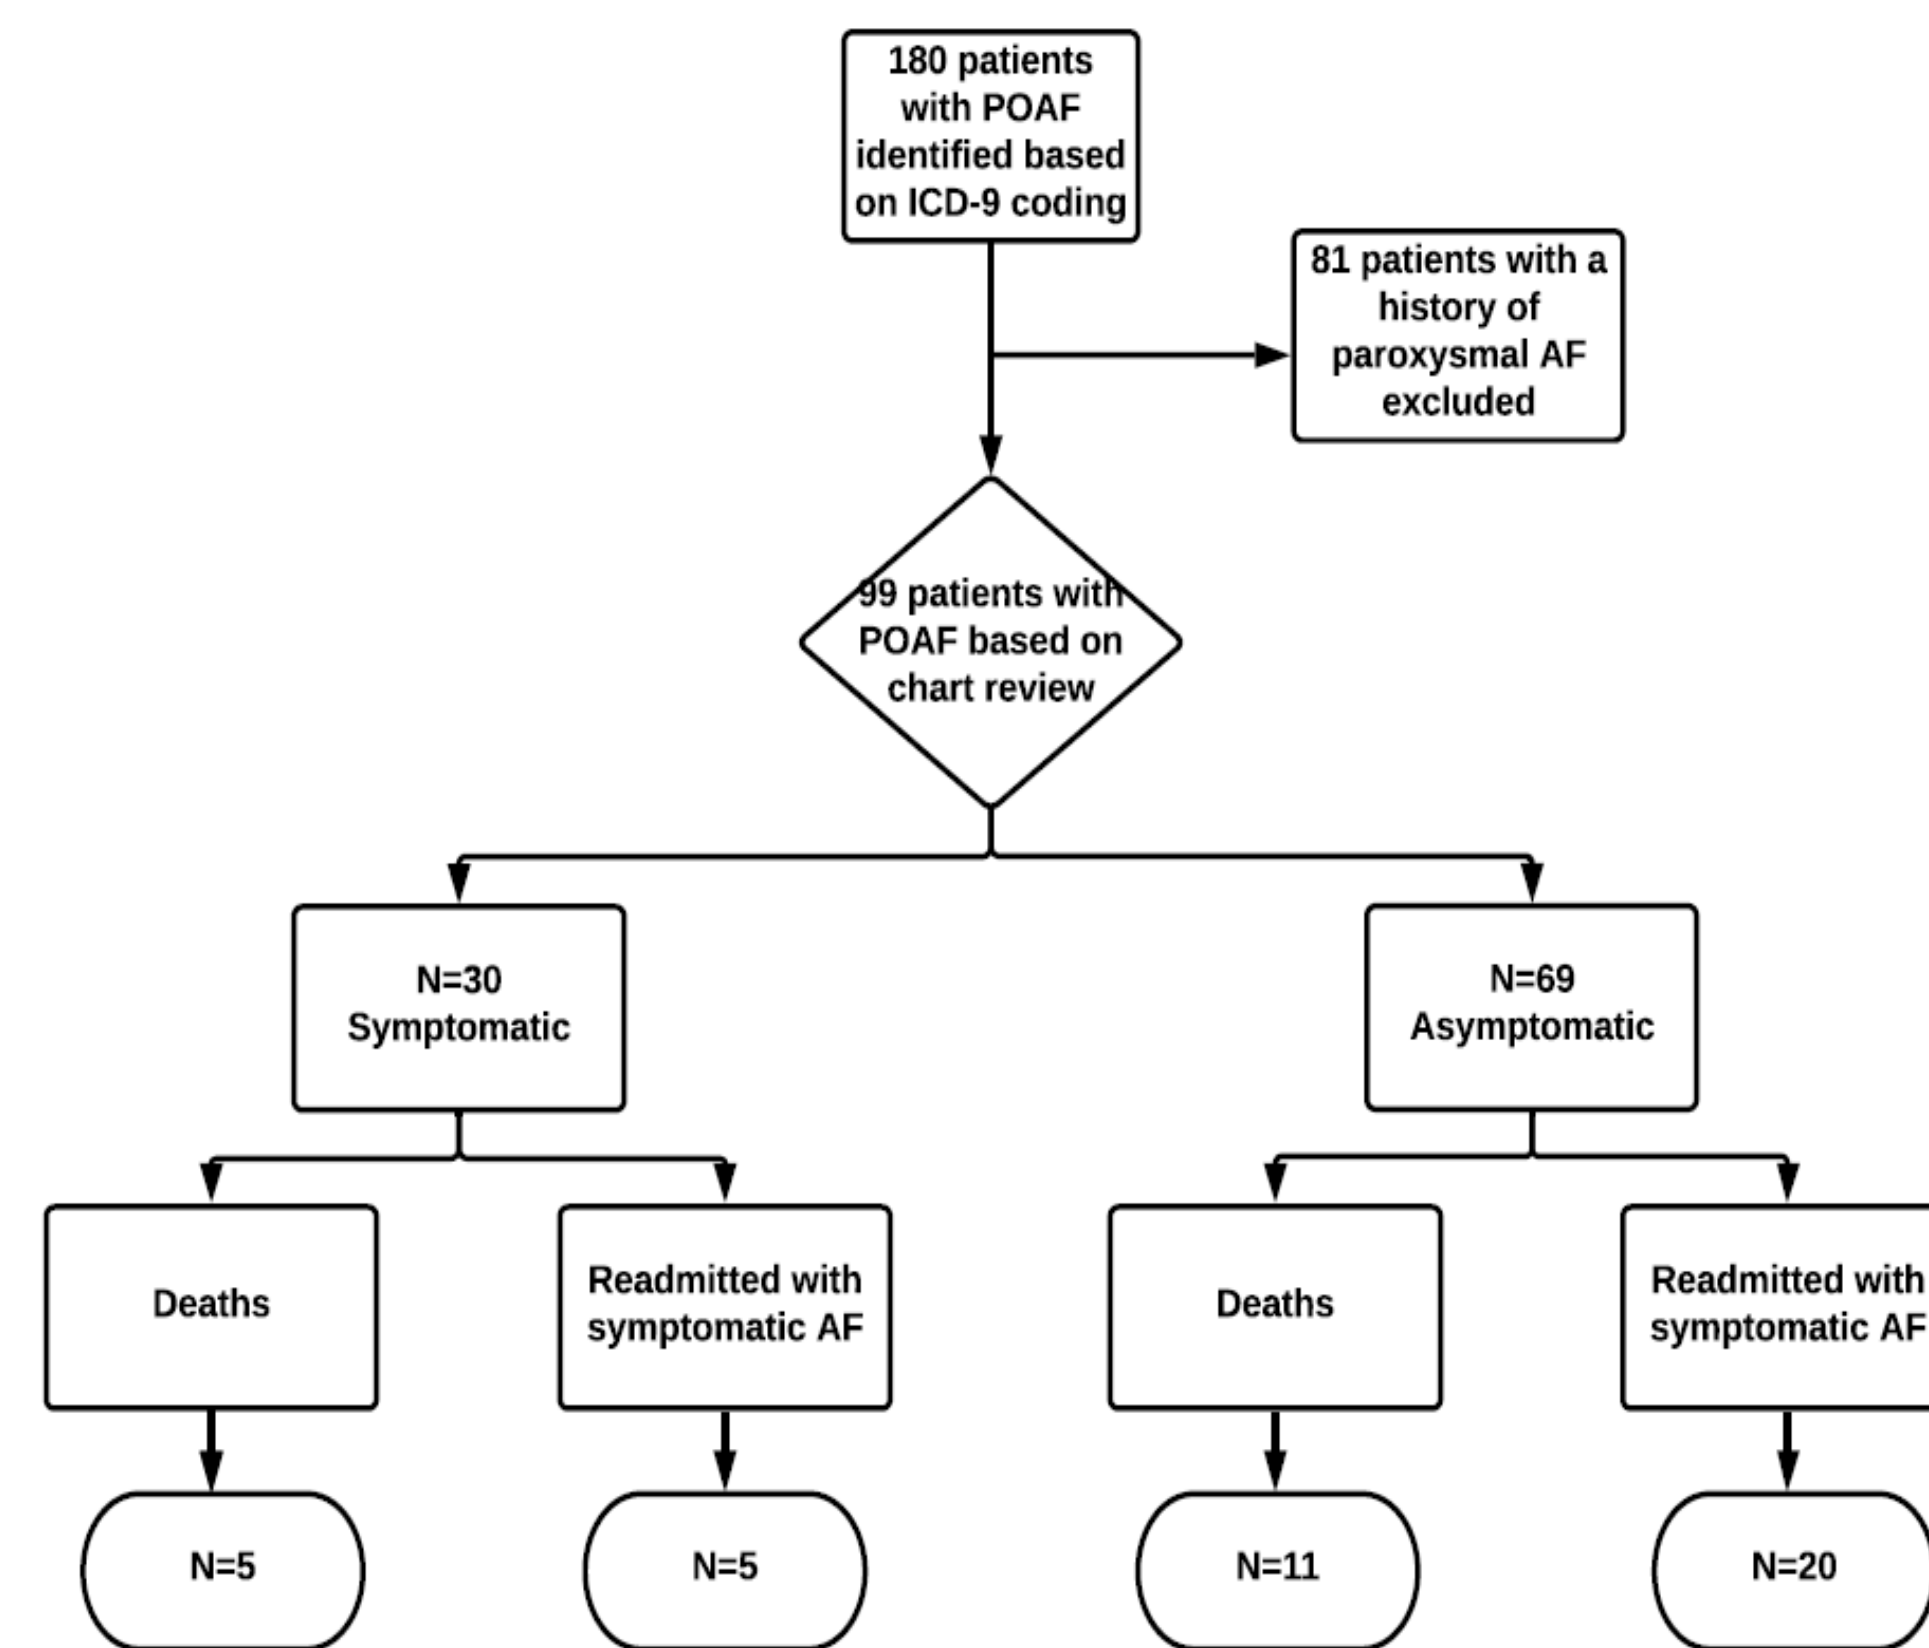 180 patients
with POAF
identified based
on ICD-9 coding
81 patients with a
history of
paroxysmal AF
excluded
99 patients with
POAF based on
chart review
N=30
Symptomatic
N=69
Asymptomatic
Deaths
Readmitted with
symptomatic AF
Deaths
Readmitted with
symptomatic AF
N=5
N=5
N=11
N=20